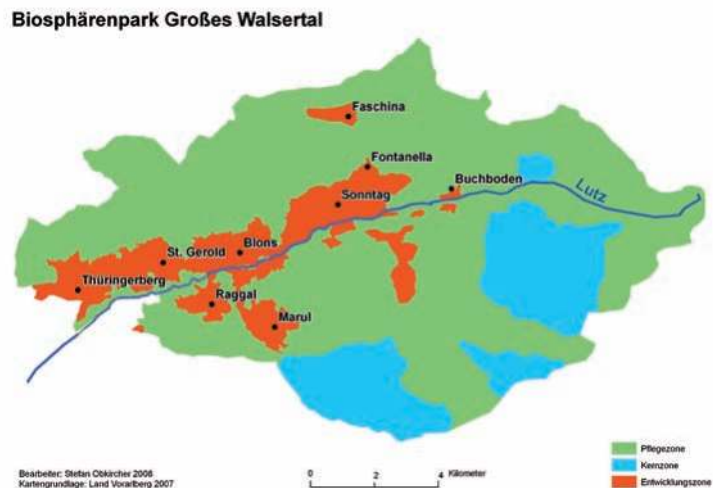 Biosphärenpark Großes Walsertal
Faschina
Fontanella
Buchboden
Sonntag
Lutz
Blons
St. Gerold
Thüringerberg
Raggal
Marul
Pflegezone
Kernzone
Entwicklungszone
Bearbeiter: Stefan Obkircher 2008
Kartengrundlage: Land Vorarlberg 2007
0 2 4 Kilometer